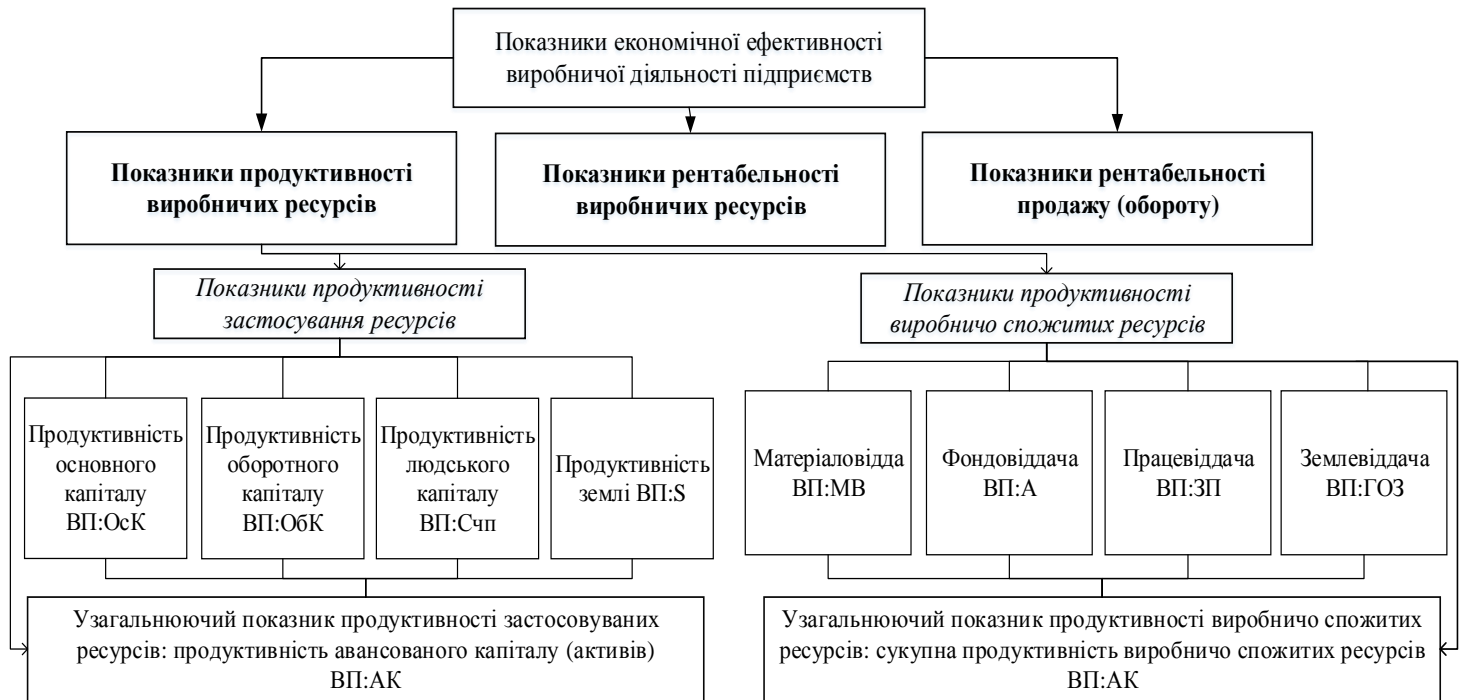 Показники економічної ефективності
виробничої діяльності підприємств
Показники продуктивності
виробничих ресурсів
Показники рентабельності
виробничих ресурсів
Показники рентабельності
продажу (обороту)
Показники продуктивності
застосування ресурсів
Показники продуктивності
виробничо спожитих ресурсів
Продуктивність
основного
капіталу
ВП:ОсК
Продуктивність
оборотного
капіталу
ВП:ОбК
Продуктивність
людського
капіталу
ВП:Счп
Продуктивність
землі ВП:S
Матеріаловідда
ВП:МВ
Фондовіддача
ВП:А
Працевіддача
ВП:ЗП
Землевіддача
ВП:ГОЗ
Узагальнюючий показник продуктивності застосовуваних
ресурсів: продуктивність авансованого капіталу (активів)
ВП:АК
Узагальнюючий показник продуктивності виробничо спожитих
ресурсів: сукупна продуктивність виробничо спожитих ресурсів
ВП:АК